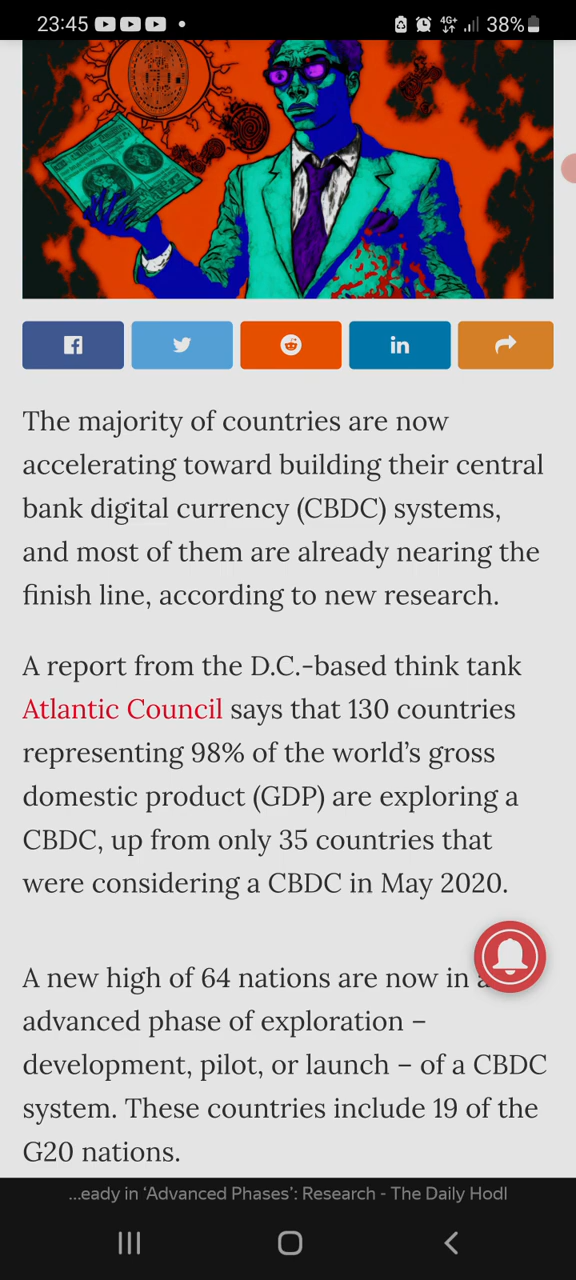 23:45
4G+
38%
in
The majority of countries are now
accelerating toward building their central
bank digital currency (CBDC) systems,
and most of them are already nearing the
finish line, according to new research.
A report from the D.C.-based think tank
Atlantic Council says that 130 countries
representing 98% of the world's gross
domestic product (GDP) are exploring a
CBDC, up from only 35 countries that
were considering a CBDC in May 2020.
A new high of 64 nations are now in
advanced phase of exploration –
development, pilot, or launch – of a CBDC
system. These countries include 19 of the
G20 nations.
...eady in ‘Advanced Phases’: Research - The Daily Hodl